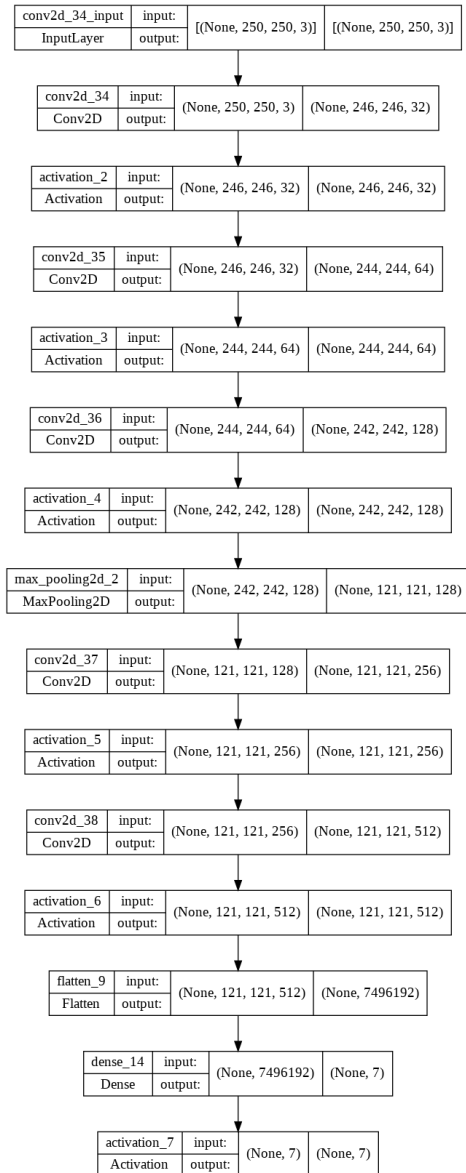 conv2d_34_input input: [(None, 250, 250, 3)] [(None, 250, 250, 3)]
InputLayer output:
conv2d_34 input: (None, 250, 250, 3) (None, 246, 246, 32)
Conv2D output:
activation_2 input: (None, 246, 246, 32) (None, 246, 246, 32)
Activation output:
conv2d_35 input: (None, 246, 246, 32) (None, 244, 244, 64)
Conv2D output:
activation_3 input: (None, 244, 244, 64) (None, 244, 244, 64)
Activation output:
conv2d_36 input: (None, 244, 244, 64) (None, 242, 242, 128)
Conv2D output:
activation_4 input: (None, 242, 242, 128) (None, 242, 242, 128)
Activation output:
max_pooling2d_2 input: (None, 242, 242, 128) (None, 121, 121, 128)
MaxPooling2D output:
conv2d_37 input: (None, 121, 121, 128) (None, 121, 121, 256)
Conv2D output:
activation_5 input: (None, 121, 121, 256) (None, 121, 121, 256)
Activation output:
conv2d_38 input: (None, 121, 121, 256) (None, 121, 121, 512)
Conv2D output:
activation_6 input: (None, 121, 121, 512) (None, 121, 121, 512)
Activation output:
flatten_9 input: (None, 121, 121, 512) (None, 7496192)
Flatten output:
dense_14 input: (None, 7496192) (None, 7)
Dense output:
activation_7 input: (None, 7) (None, 7)
Activation output: